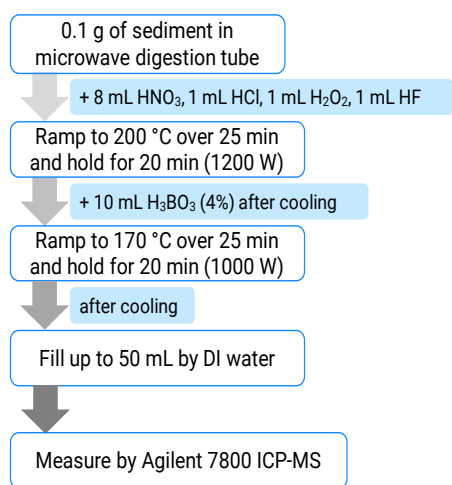 0.1 g of sediment in
microwave digestion tube
+ 8 mL HNO₃, 1 mL HCl, 1 mL H₂O₂, 1 mL HF
Ramp to 200 °C over 25 min
and hold for 20 min (1200 W)
+ 10 mL H₃BO₃ (4%) after cooling
Ramp to 170 °C over 25 min
and hold for 20 min (1000 W)
after cooling
Fill up to 50 mL by DI water
Measure by Agilent 7800 ICP-MS